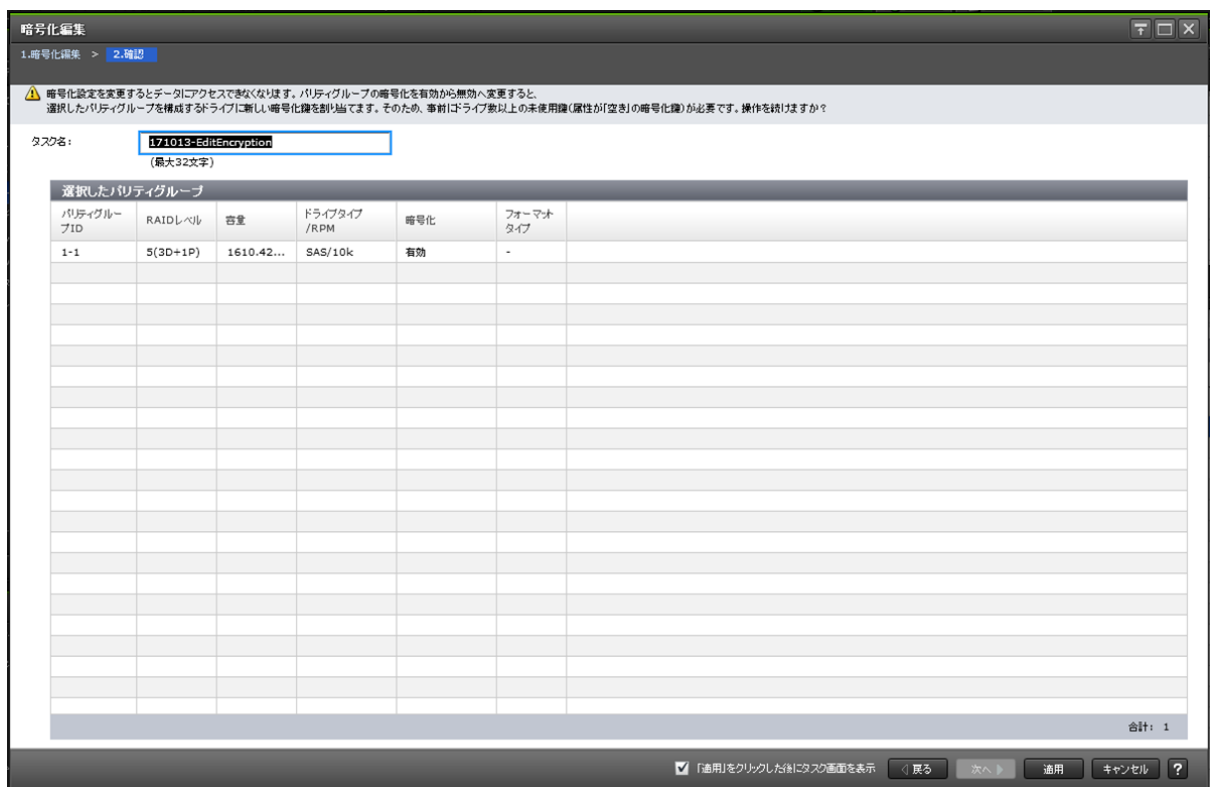 暗号化編集
1.暗号化編集 > 2.確認
暗号化設定を変更するとデータにアクセスできなくなります。パリティグループの暗号化を有効から無効へ変更すると、
選択したパリティグループを構成するドライブに新しい暗号化鍵を割り当てます。そのため、事前にドライブ数以上の未使用鍵(属性が「空き」の暗号化鍵)が必要です。操作を続けますか?
タスク名: 171013-EditEncryption
(最大32文字)
選択したパリティグループ
パリティグルー RAIDレベル 容量 ドライブタイプ 暗号化 フォーマット
プID /RPM タイプ
1-1 5(3D+1P) 1610.42... SAS/10k 有効 -
合計: 1
「適用」をクリックした後にタスク画面を表示 戻る 次へ 適用 キャンセル ?